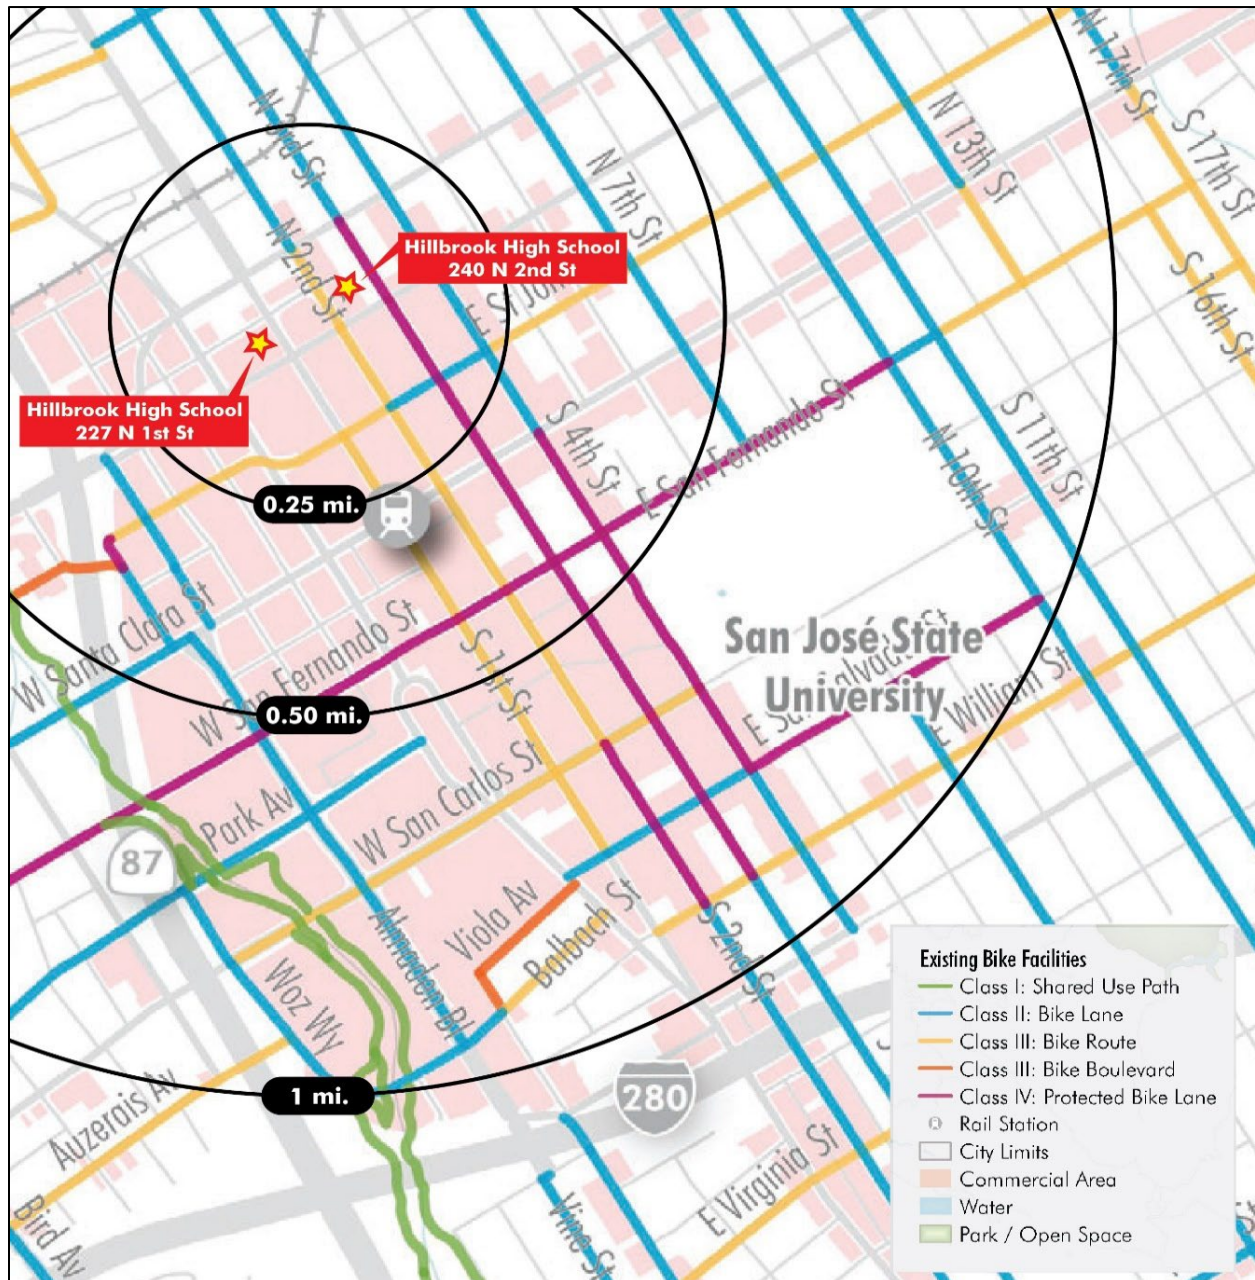 N 17th St
N 3rd St
N 13th St
S 17th St
N 7th St
N 2nd St
Hillbrook High School
240 N 2nd St
S 16th St
Hillbrook High School
227 N 1st St
S 4th St
E San Fernando St
N 10th St
S 11th St
0.25 mi.
W Santa Clara St
W San Fernando St
S 1st St
San José State
University
E William St
0.50 mi.
Park Av
W San Carlos St
87
Viola Av
Balbach St
S 2nd St
Almaden Bl
Woz Wy
1 mi.
280
Auzerais Av
Bird Av
Vine St
E Virginia St
Existing Bike Facilities
Class I: Shared Use Path
Class II: Bike Lane
Class III: Bike Route
Class III: Bike Boulevard
Class IV: Protected Bike Lane
Rail Station
City Limits
Commercial Area
Water
Park / Open Space